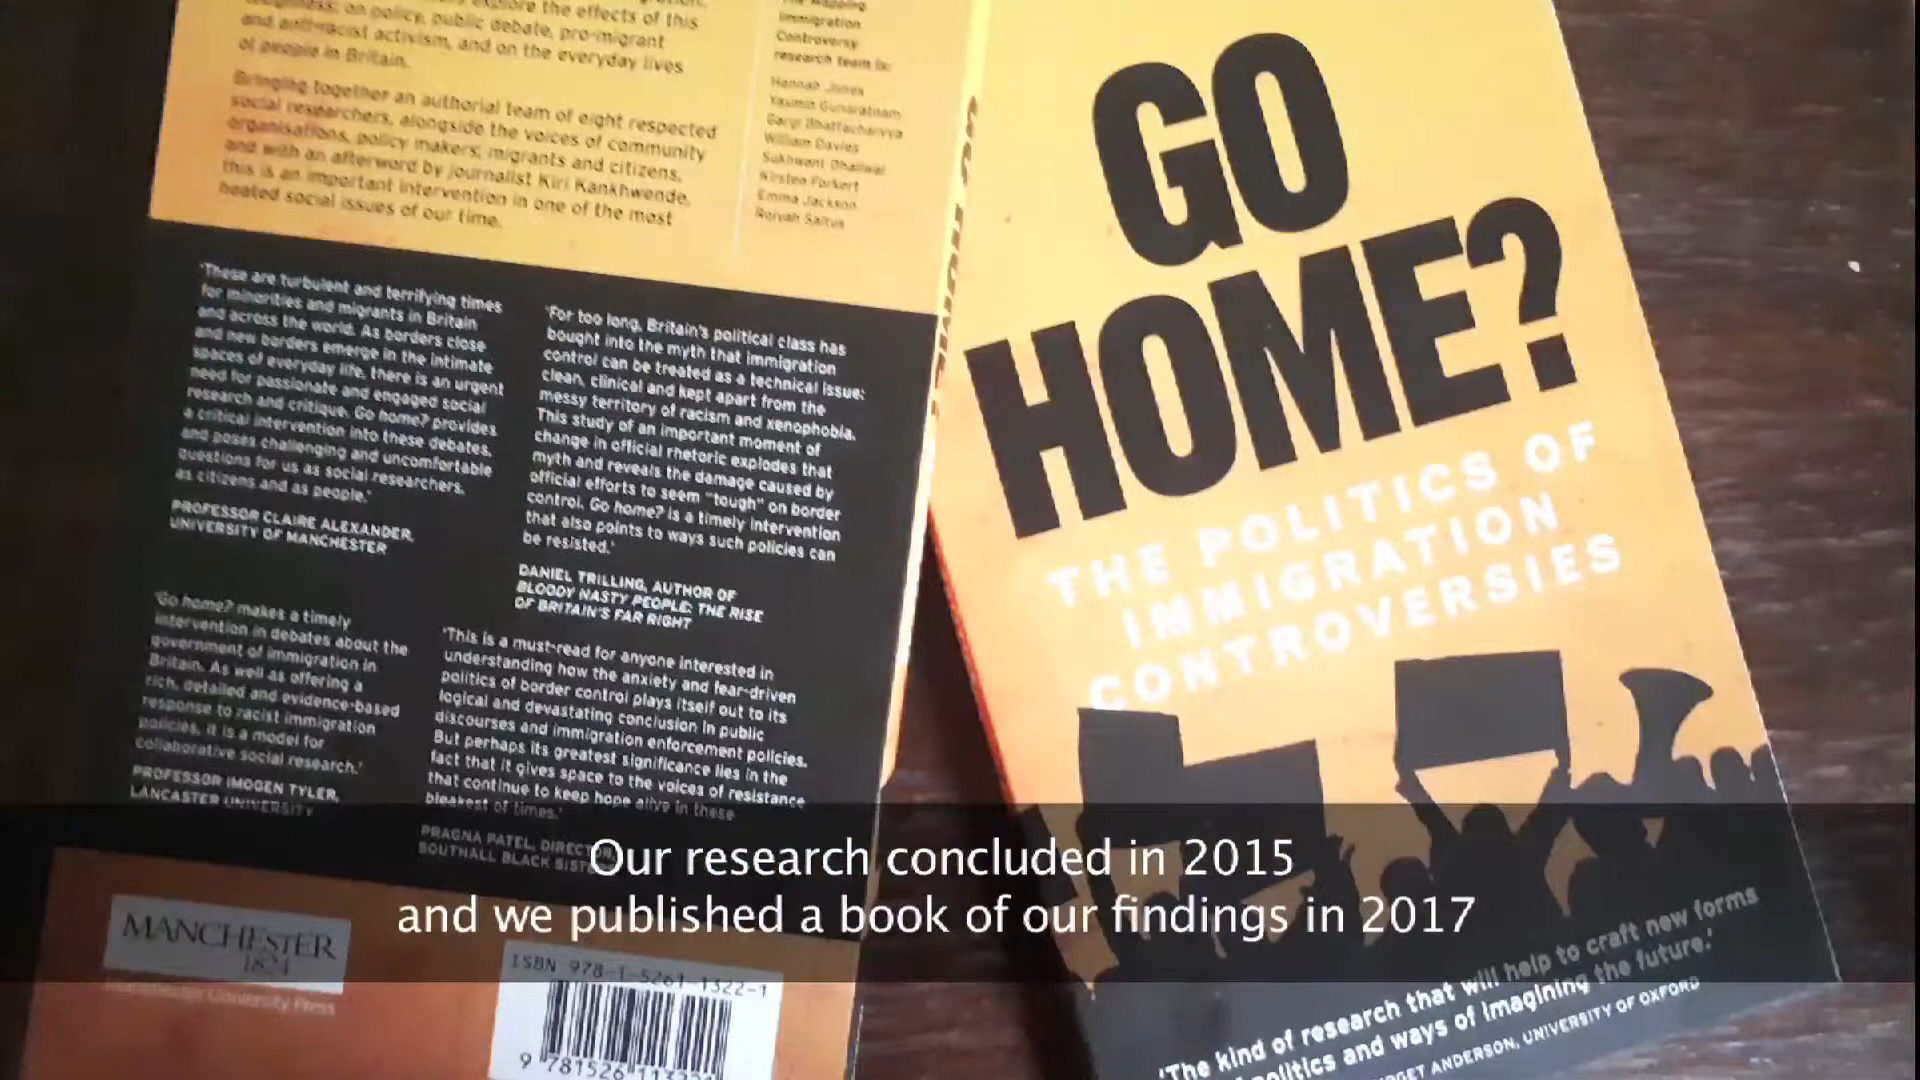 explore the effects of this
toughness: on policy, public debate, pro-migrant
and anti-racist activism, and on the everyday lives
of people in Britain.
Bringing together an authorial team of eight respected
social researchers, alongside the voices of community
organisations, policy makers, migrants and citizens,
and with an afterword by journalist Kiri Kankhwende,
this is an important intervention in one of the most
heated social issues of our time.
The Mapping
Immigration
Controversy
research team is:
Hannah Jones
Yasmin Gunaratnam
Gargi Bhattacharyya
William Davies
Sukhwant Dhaliwal
Kirsten Forkert
Emma Jackson
Roiyah Saltus
'These are turbulent and terrifying times
for minorities and migrants in Britain
and across the world. As borders close
and new borders emerge in the intimate
spaces of everyday life, there is an urgent
need for passionate and engaged social
research and critique. Go home? provides
a critical intervention into these debates,
and poses challenging and uncomfortable
questions for us as social researchers,
as citizens and as people.'
PROFESSOR CLAIRE ALEXANDER,
UNIVERSITY OF MANCHESTER
'For too long, Britain's political class has
bought into the myth that immigration
control can be treated as a technical issue:
clean, clinical and kept apart from the
messy territory of racism and xenophobia.
This study of an important moment of
change in official rhetoric explodes that
myth and reveals the damage caused by
official efforts to seem "tough" on border
control. Go home? is a timely intervention
that also points to ways such policies can
be resisted.'
DANIEL TRILLING, AUTHOR OF
BLOODY NASTY PEOPLE: THE RISE
OF BRITAIN'S FAR RIGHT
'Go home? makes a timely
intervention in debates about the
government of immigration in
Britain. As well as offering a
rich, detailed and evidence-based
response to racist immigration
policies, it is a model for
collaborative social research.'
PROFESSOR IMOGEN TYLER,
LANCASTER UNIVERSITY
'This is a must-read for anyone interested in
understanding how the anxiety and fear-driven
politics of border control plays itself out to its
logical and devastating conclusion in public
discourses and immigration enforcement policies.
But perhaps its greatest significance lies in the
fact that it gives space to the voices of resistance
that continue to keep hope alive in these
bleakest of times.'
PRAGNA PATEL, DIRECTOR,
SOUTHALL BLACK SISTERS
MANCHESTER
1824
Manchester University Press
ISBN 978-1-5261-1322-1
9 781526 113221
GO
HOME?
THE POLITICS OF
IMMIGRATION
CONTROVERSIES
'The kind of research that will help to craft new forms
politics and ways of imagining the future.'
BRIDGET ANDERSON, UNIVERSITY OF OXFORD
Our research concluded in 2015
and we published a book of our findings in 2017